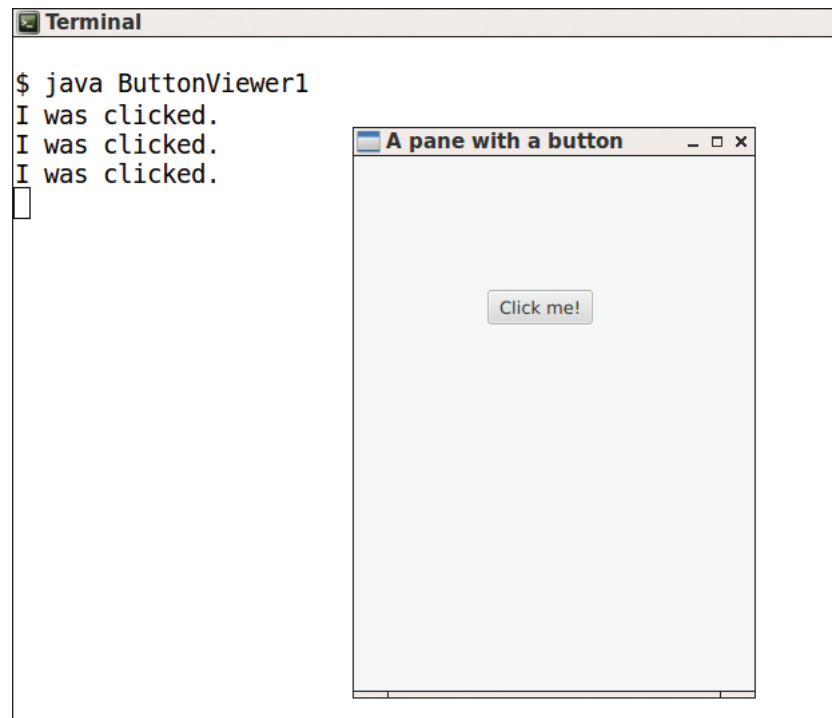 Terminal
$ java ButtonViewer1
I was clicked.
I was clicked.
I was clicked.
A pane with a button
Click me!